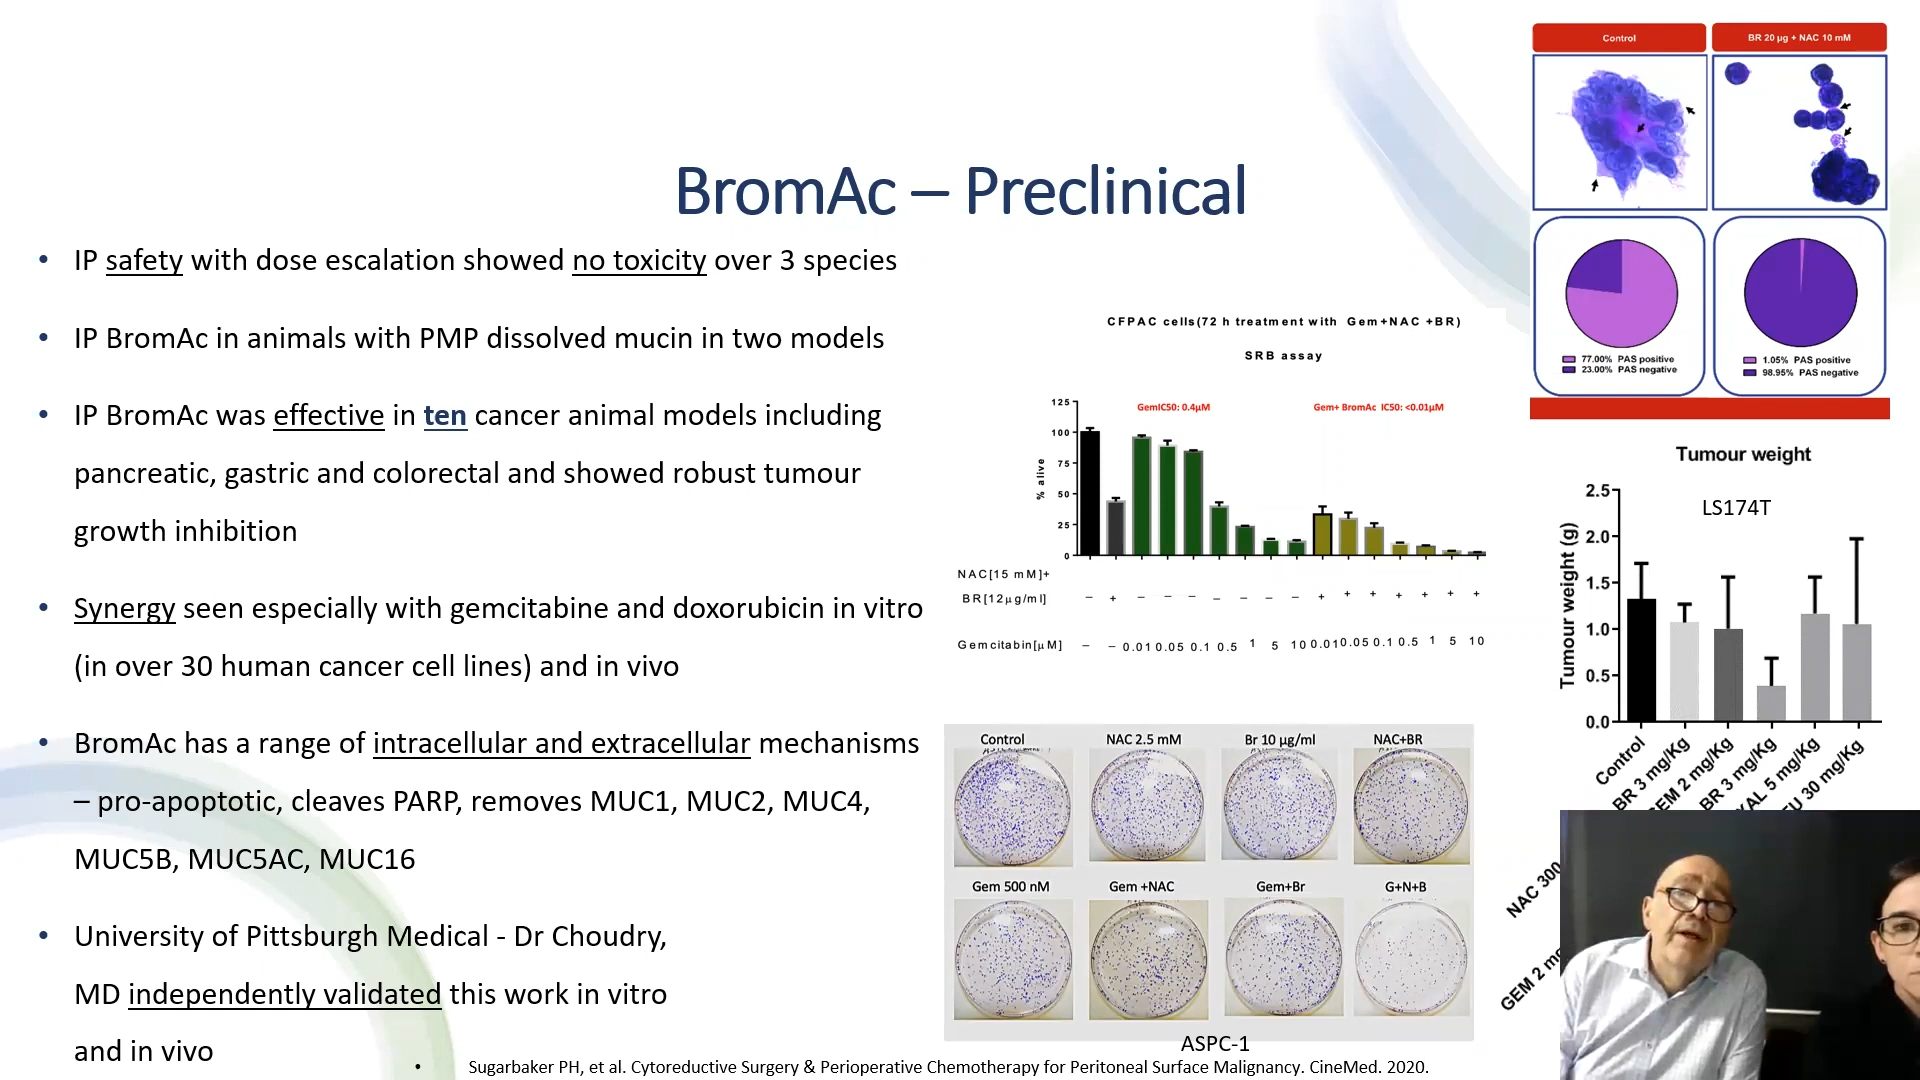 BromAc – Preclinical
• IP safety with dose escalation showed no toxicity over 3 species
• IP BromAc in animals with PMP dissolved mucin in two models
• IP BromAc was effective in ten cancer animal models including
pancreatic, gastric and colorectal and showed robust tumour
growth inhibition
• Synergy seen especially with gemcitabine and doxorubicin in vitro
(in over 30 human cancer cell lines) and in vivo
• BromAc has a range of intracellular and extracellular mechanisms
– pro-apoptotic, cleaves PARP, removes MUC1, MUC2, MUC4,
MUC5B, MUC5AC, MUC16
• University of Pittsburgh Medical - Dr Choudry,
MD independently validated this work in vitro
and in vivo
CFPAC cells(72 h treatment with Gem+NAC +BR)
SRB assay
GemIC50: 0.4µM
Gem+ BromAc IC50: <0.01µM
% alive
125
100
75
50
25
0
NAC[15 mM]+
BR[12µg/ml] – + – – – – – – – + + + + + + +
Gemcitabin[µM] – – 0.01 0.05 0.1 0.5 1 5 10 0.01 0.05 0.1 0.5 1 5 10
Control NAC 2.5 mM Br 10 µg/ml NAC+BR
Gem 500 nM Gem +NAC Gem+Br G+N+B
ASPC-1
Control BR 20 µg + NAC 10 mM
77.00% PAS positive
23.00% PAS negative
1.05% PAS positive
98.95% PAS negative
Tumour weight
LS174T
Tumour weight (g)
2.5
2.0
1.5
1.0
0.5
0.0
Control
BR 3 mg/Kg
GEM 2 mg/Kg
BR 3 mg/Kg
XAL 5 mg/Kg
FU 30 mg/Kg
NAC 300
GEM 2 mg
• Sugarbaker PH, et al. Cytoreductive Surgery & Perioperative Chemotherapy for Peritoneal Surface Malignancy. CineMed. 2020.